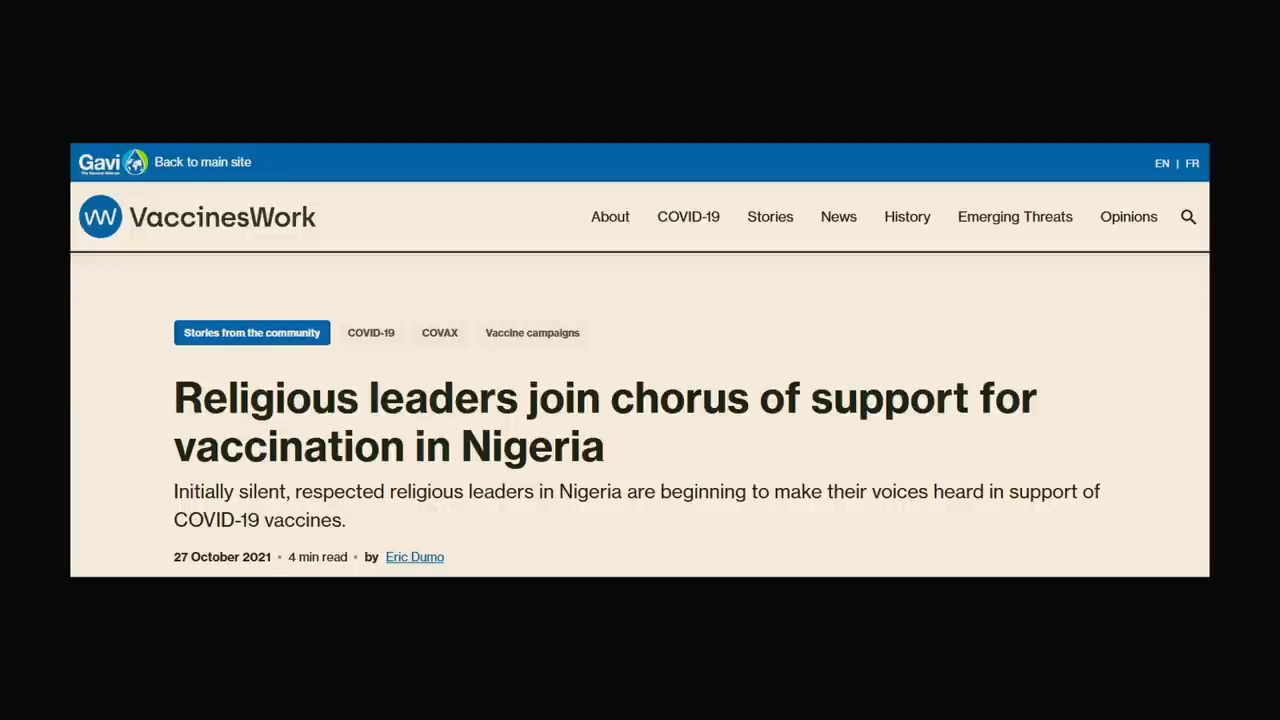 Gavi Back to main site
EN | FR
VaccinesWork
About COVID-19 Stories News History Emerging Threats Opinions
Stories from the community COVID-19 COVAX Vaccine campaigns
Religious leaders join chorus of support for
vaccination in Nigeria
Initially silent, respected religious leaders in Nigeria are beginning to make their voices heard in support of
COVID-19 vaccines.
27 October 2021 • 4 min read • by Eric Dumo